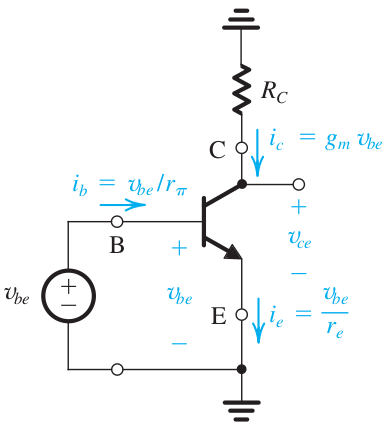 R_C
C
i_c = g_m v_be
i_b = v_be/r_π
B
+
v_ce
−
+
v_be
−
v_be
+
−
E
i_e = v_be/r_e